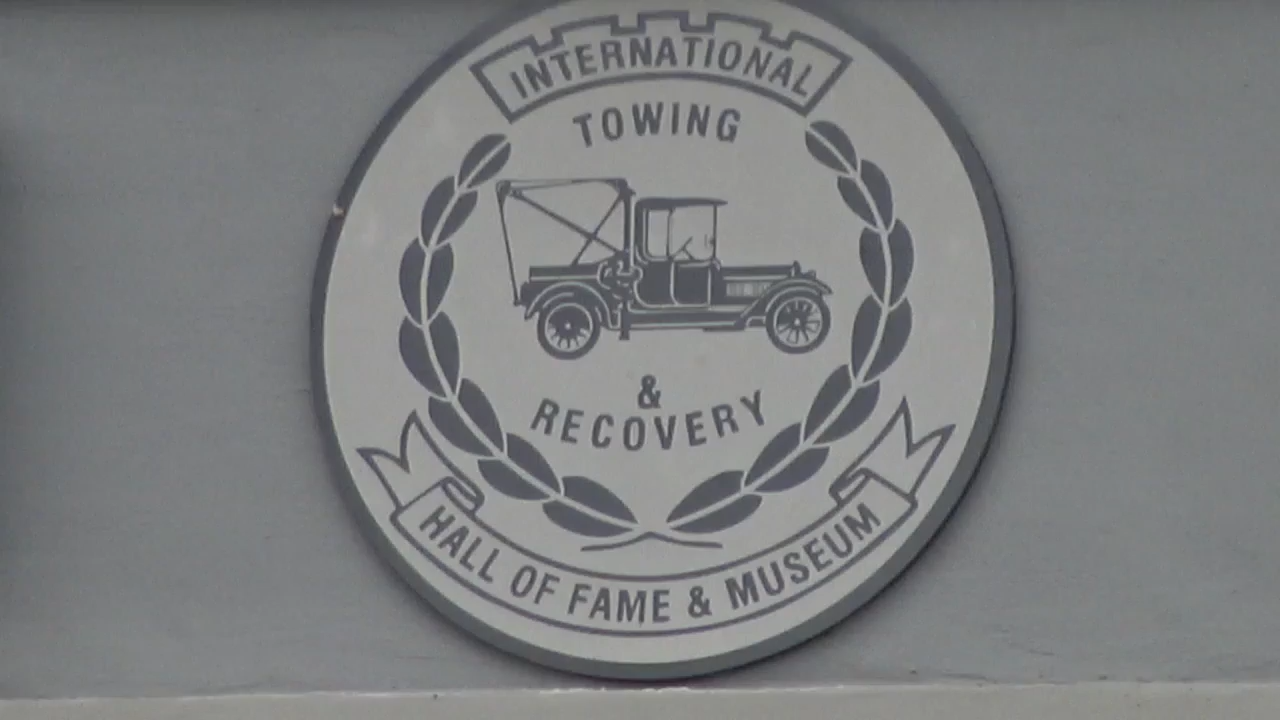 INTERNATIONAL
TOWING
&
RECOVERY
HALL OF FAME & MUSEUM